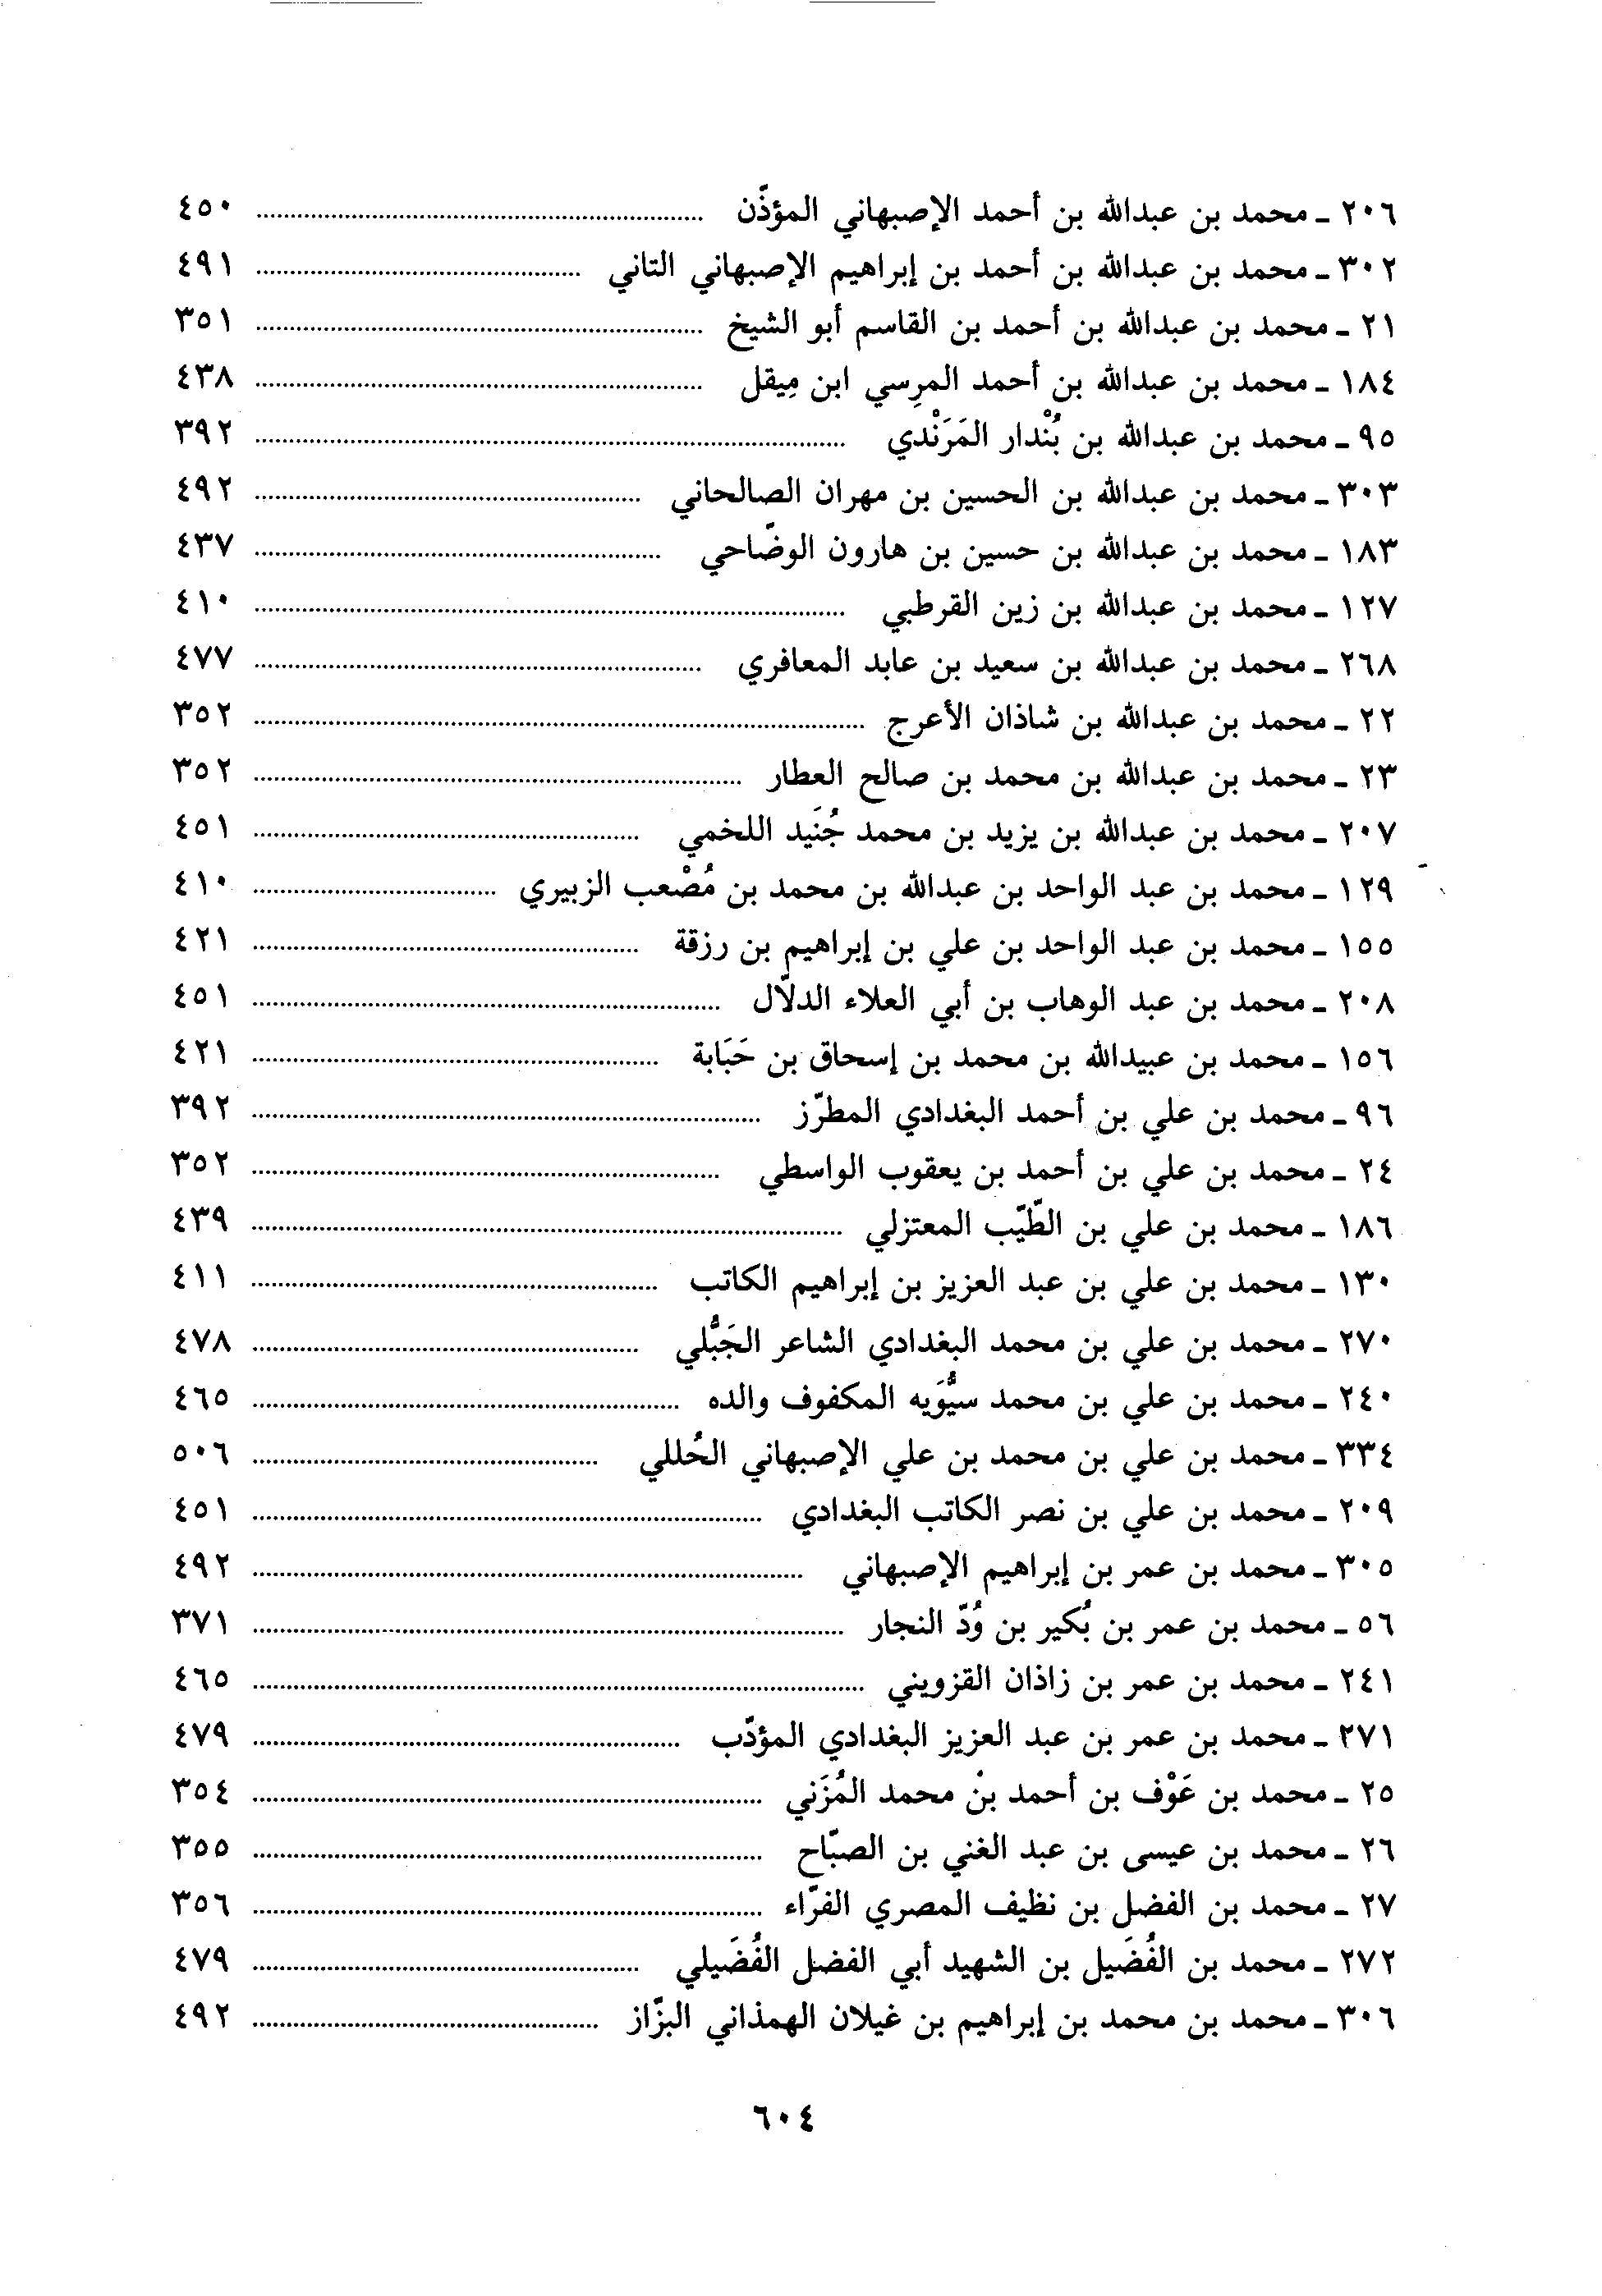 ٢٠٦ ـ محمد بن عبدالله بن أحمد الإصبهاني المؤذّن ........ ٤٥٠
٣٠٢ ـ محمد بن عبدالله بن أحمد بن إبراهيم الإصبهاني التاني ........ ٤٩١
٢١ ـ محمد بن عبدالله بن أحمد بن القاسم أبو الشيخ ........ ٣٥١
١٨٤ ـ محمد بن عبدالله بن أحمد المرِسي ابن مِيقل ........ ٤٣٨
٩٥ ـ محمد بن عبدالله بن بُنْدار المَرَنْدي ........ ٣٩٢
٣٠٣ ـ محمد بن عبدالله بن الحسين بن مهران الصالحاني ........ ٤٩٢
١٨٣ ـ محمد بن عبدالله بن حسين بن هارون الوضّاحي ........ ٤٣٧
١٢٧ ـ محمد بن عبدالله بن زين القرطبي ........ ٤١٠
٢٦٨ ـ محمد بن عبدالله بن سعيد بن عابد المعافري ........ ٤٧٧
٢٢ ـ محمد بن عبدالله بن شاذان الأعرج ........ ٣٥٢
٢٣ ـ محمد بن عبدالله بن محمد بن صالح العطار ........ ٣٥٢
٢٠٧ ـ محمد بن عبدالله بن يزيد بن محمد جُنَيد اللخمي ........ ٤٥١
١٢٩ ـ محمد بن عبد الواحد بن عبدالله بن محمد بن مُصْعب الزبيري ........ ٤١٠
١٥٥ ـ محمد بن عبد الواحد بن علي بن إبراهيم بن رزقة ........ ٤٢١
٢٠٨ ـ محمد بن عبد الوهاب بن أبي العلاء الدلّال ........ ٤٥١
١٥٦ ـ محمد بن عبيدالله بن محمد بن إسحاق بن حَبَابة ........ ٤٢١
٩٦ ـ محمد بن علي بن أحمد البغدادي المطرّز ........ ٣٩٢
٢٤ ـ محمد بن علي بن أحمد بن يعقوب الواسطي ........ ٣٥٢
١٨٦ ـ محمد بن علي بن الطّيّب المعتزلي ........ ٤٣٩
١٣٠ ـ محمد بن علي بن عبد العزيز بن إبراهيم الكاتب ........ ٤١١
٢٧٠ ـ محمد بن علي بن محمد البغدادي الشاعر الجَبُّلي ........ ٤٧٨
٢٤٠ ـ محمد بن علي بن محمد سيُّوَيه المكفوف والده ........ ٤٦٥
٣٣٤ ـ محمد بن علي بن محمد بن علي الإصبهاني الحُللي ........ ٥٠٦
٢٠٩ ـ محمد بن علي بن نصر الكاتب البغدادي ........ ٤٥١
٣٠٥ ـ محمد بن عمر بن إبراهيم الإصبهاني ........ ٤٩٢
٥٦ ـ محمد بن عمر بن بُكير بن وُدّ النجار ........ ٣٧١
٢٤١ ـ محمد بن عمر بن زاذان القزويني ........ ٤٦٥
٢٧١ ـ محمد بن عمر بن عبد العزيز البغدادي المؤدّب ........ ٤٧٩
٢٥ ـ محمد بن عَوْف بن أحمد بنْ محمد المُزَني ........ ٣٥٤
٢٦ ـ محمد بن عيسى بن عبد الغني بن الصبّاح ........ ٣٥٥
٢٧ ـ محمد بن الفضل بن نظيف المصري الفرّاء ........ ٣٥٦
٢٧٢ ـ محمد بن الفُضَيل بن الشهيد أبي الفضل الفُضَيلي ........ ٤٧٩
٣٠٦ ـ محمد بن محمد بن إبراهيم بن غيلان الهمذاني البزّاز ........ ٤٩٢
٦٠٤